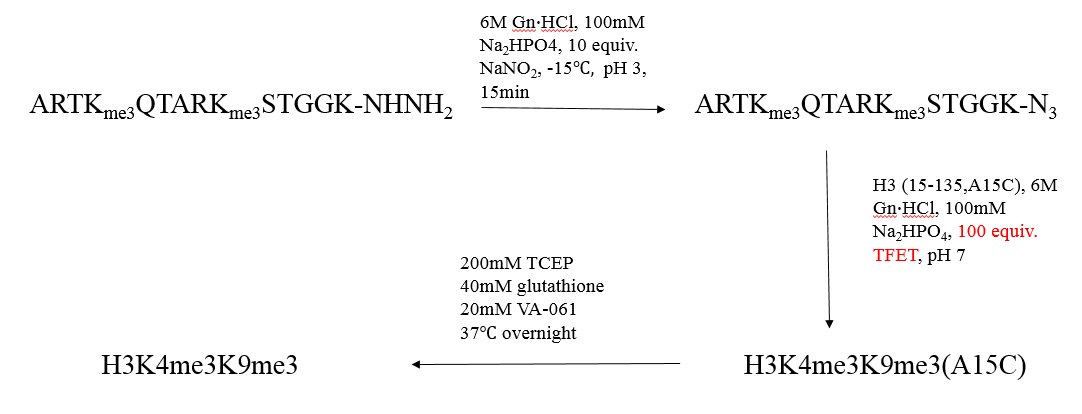 6M Gn·HCl, 100mM
Na₂HPO4, 10 equiv.
NaNO₂, -15℃, pH 3,
15min
ARTKme3QTARKme3STGGK-NHNH₂
ARTKme3QTARKme3STGGK-N₃
H3 (15-135,A15C), 6M
Gn·HCl, 100mM
Na₂HPO₄, 100 equiv.
TFET, pH 7
200mM TCEP
40mM glutathione
20mM VA-061
37℃ overnight
H3K4me3K9me3
H3K4me3K9me3(A15C)